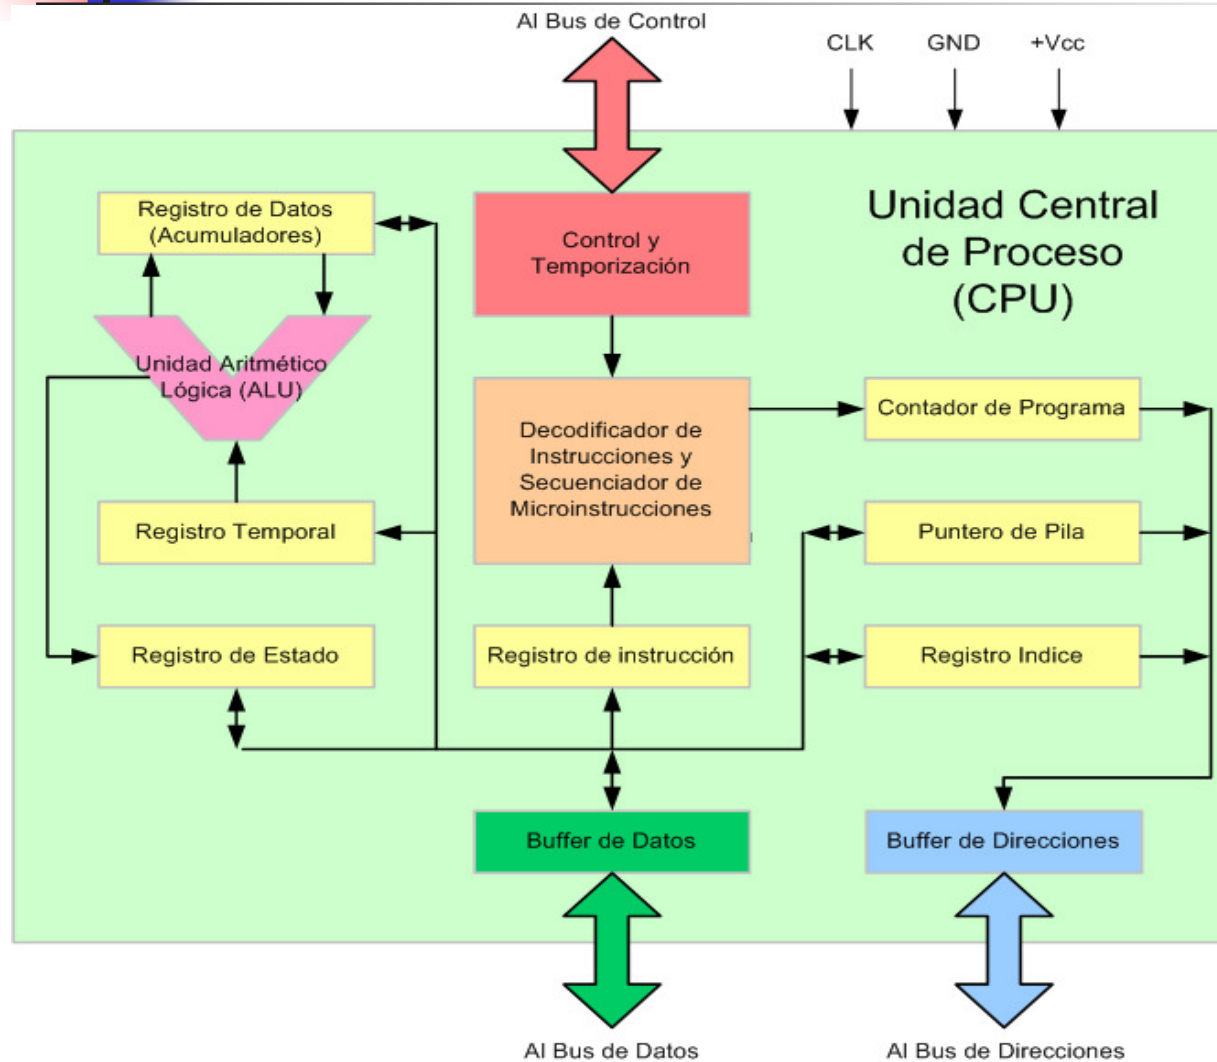 Al Bus de Control
CLK
GND
+Vcc
Unidad Central
de Proceso
(CPU)
Registro de Datos
(Acumuladores)
Control y
Temporización
Unidad Aritmético
Lógica (ALU)
Decodificador de
Instrucciones y
Secuenciador de
Microinstrucciones
Contador de Programa
Registro Temporal
Puntero de Pila
Registro de Estado
Registro de instrucción
Registro Indice
Buffer de Datos
Buffer de Direcciones
Al Bus de Datos
Al Bus de Direcciones